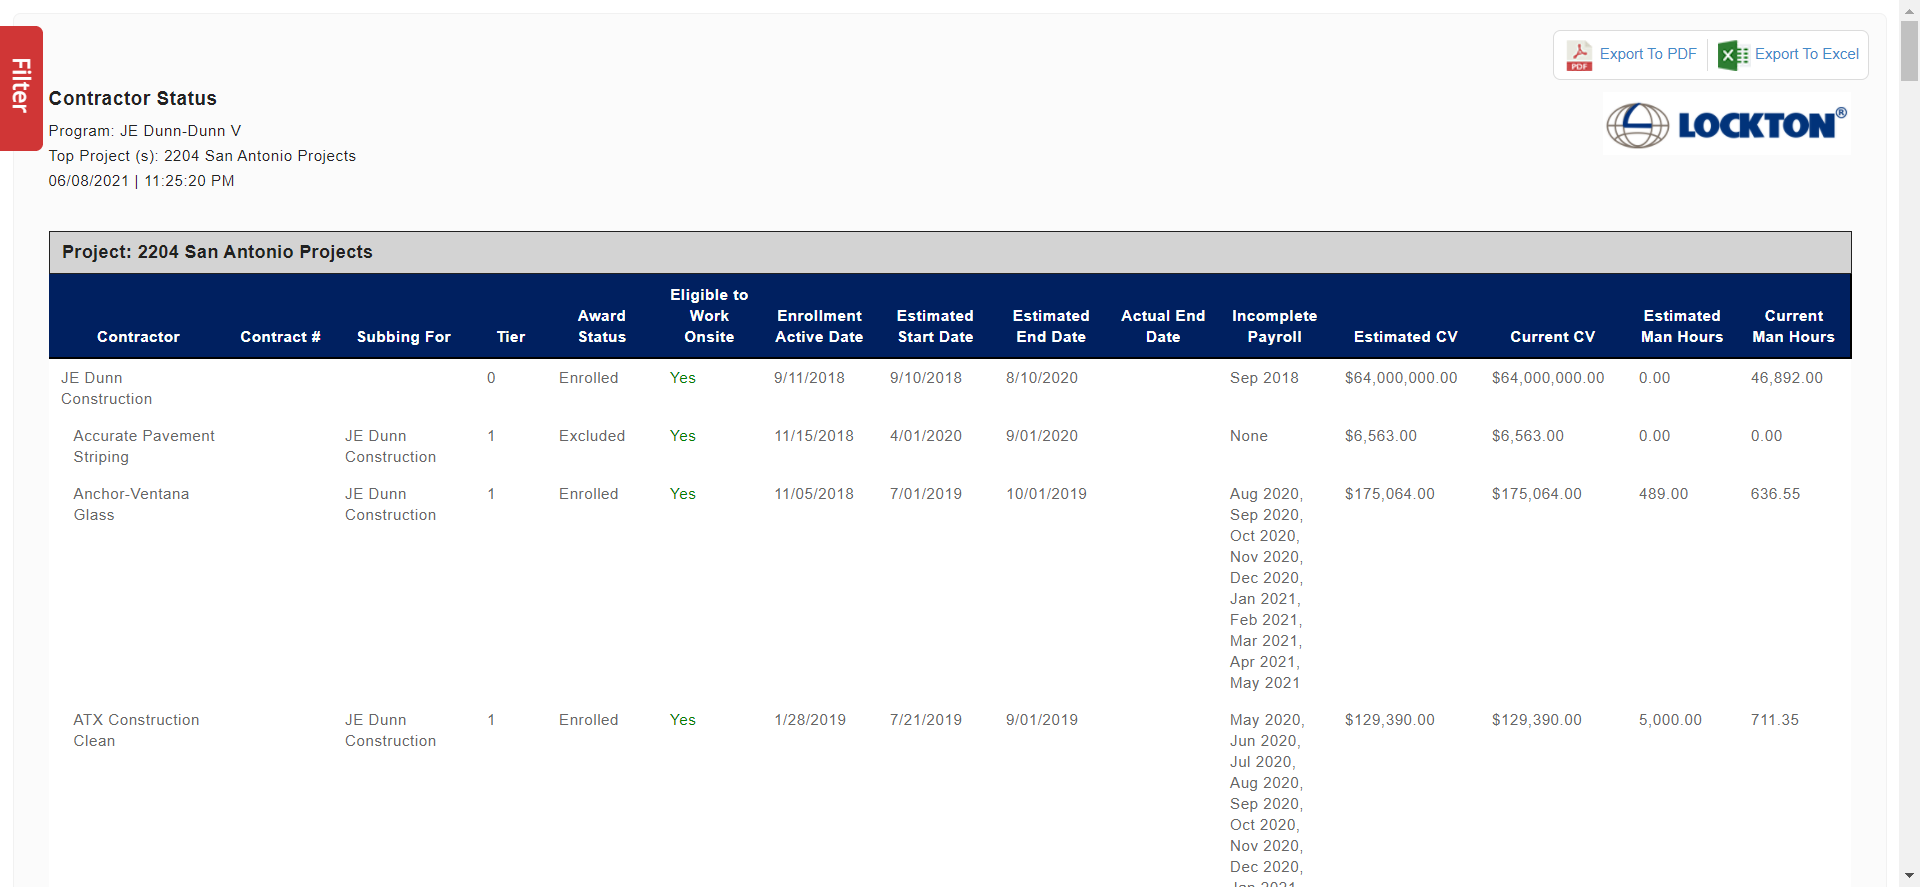 Filter
PDF
Export To PDF
Export To Excel
LOCKTON®
Contractor Status
Program: JE Dunn-Dunn V
Top Project (s): 2204 San Antonio Projects
06/08/2021 | 11:25:20 PM
Project: 2204 San Antonio Projects
Contractor Contract # Subbing For Tier Award Status Eligible to Work Onsite Enrollment Active Date Estimated Start Date Estimated End Date Actual End Date Incomplete Payroll Estimated CV Current CV Estimated Man Hours Current Man Hours
JE Dunn Construction 0 Enrolled Yes 9/11/2018 9/10/2018 8/10/2020 Sep 2018 $64,000,000.00 $64,000,000.00 0.00 46,892.00
Accurate Pavement Striping JE Dunn Construction 1 Excluded Yes 11/15/2018 4/01/2020 9/01/2020 None $6,563.00 $6,563.00 0.00 0.00
Anchor-Ventana Glass JE Dunn Construction 1 Enrolled Yes 11/05/2018 7/01/2019 10/01/2019 Aug 2020, $175,064.00 $175,064.00 489.00 636.55
Sep 2020,
Oct 2020,
Nov 2020,
Dec 2020,
Jan 2021,
Feb 2021,
Mar 2021,
Apr 2021,
May 2021
ATX Construction Clean JE Dunn Construction 1 Enrolled Yes 1/28/2019 7/21/2019 9/01/2019 May 2020, $129,390.00 $129,390.00 5,000.00 711.35
Jun 2020,
Jul 2020,
Aug 2020,
Sep 2020,
Oct 2020,
Nov 2020,
Dec 2020,